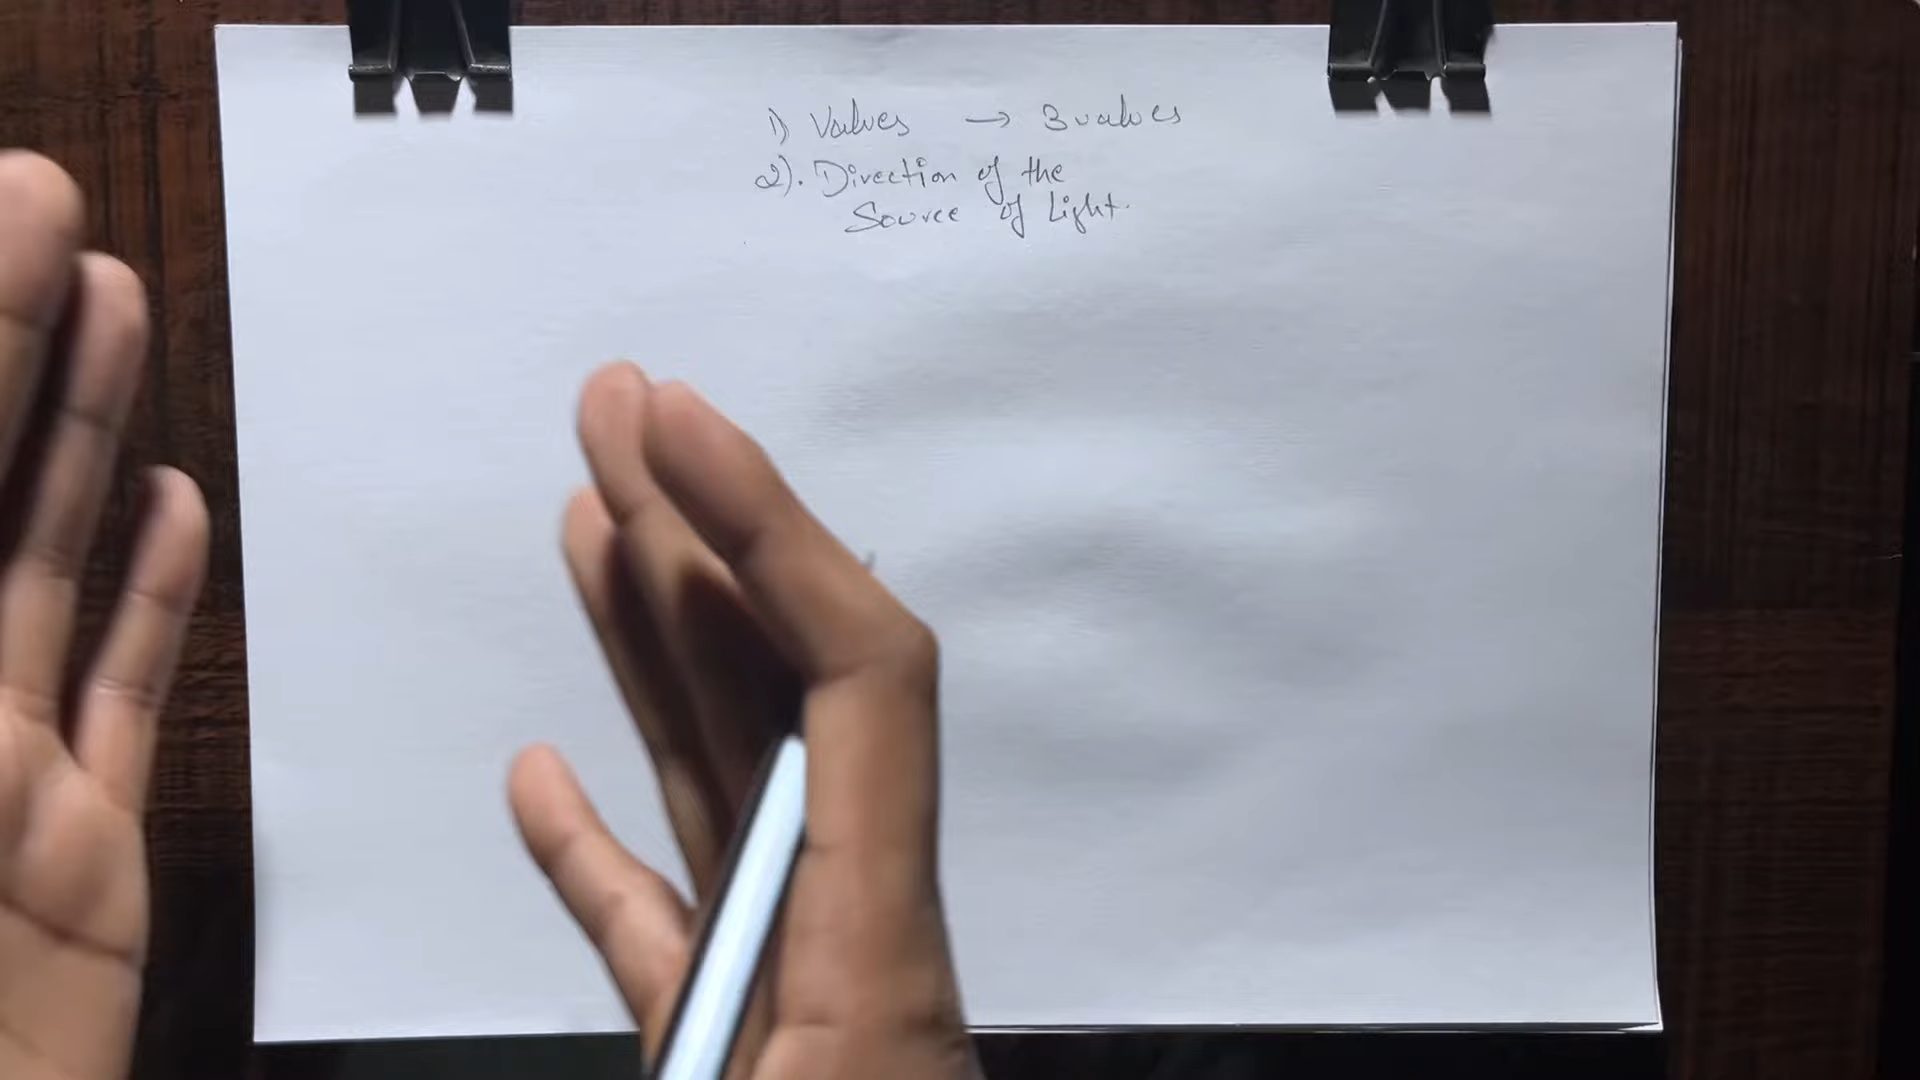 1) Values → 3 values
2). Direction of the
Source of Light.